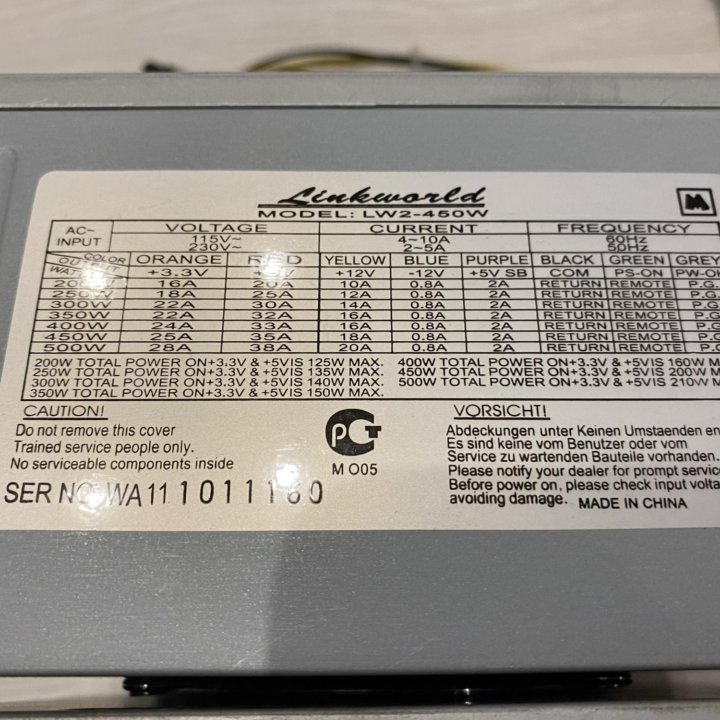 Linkworld
MODEL: LW2-450W
AC-INPUT VOLTAGE CURRENT FREQUENCY
115V~ 4~10A 60Hz
230V~ 2~5A 50Hz
COLOR ORANGE RED YELLOW BLUE PURPLE BLACK GREEN GREY
+3.3V +12V -12V +5V SB COM PS-ON PW-O
200W 16A 20A 10A 0.8A 2A RETURN REMOTE P.G.
250W 18A 25A 12A 0.8A 2A RETURN REMOTE P.G.
300W 22A 30A 14A 0.8A 2A RETURN REMOTE P.G.
350W 22A 32A 16A 0.8A 2A RETURN REMOTE P.G.
400W 24A 33A 16A 0.8A 2A RETURN REMOTE P.G.
450W 25A 35A 18A 0.8A 2A RETURN REMOTE P.G.
500W 28A 38A 20A 0.8A 2A RETURN REMOTE P.G.
200W TOTAL POWER ON+3.3V & +5VIS 125W MAX. 400W TOTAL POWER ON+3.3V & +5VIS 160W M
250W TOTAL POWER ON+3.3V & +5VIS 135W MAX. 450W TOTAL POWER ON+3.3V & +5VIS 200W M
300W TOTAL POWER ON+3.3V & +5VIS 140W MAX. 500W TOTAL POWER ON+3.3V & +5VIS 210W M
350W TOTAL POWER ON+3.3V & +5VIS 150W MAX.
CAUTION!
Do not remove this cover
Trained service people only.
No serviceable components inside
SER NO: WA111011160
РСТ
М О05
VORSICHT!
Abdeckungen unter Keinen Umstaenden en
Es sind keine vom Benutzer oder vom
Service zu wartenden Bauteile vorhanden.
Please notify your dealer for prompt servic
Before power on, please check input volta
avoiding damage. MADE IN CHINA